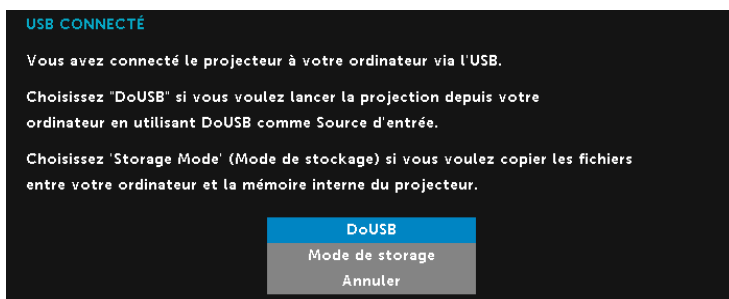 USB CONNECTÉ
Vous avez connecté le projecteur à votre ordinateur via l'USB.
Choisissez "DoUSB" si vous voulez lancer la projection depuis votre
ordinateur en utilisant DoUSB comme Source d'entrée.
Choisissez 'Storage Mode' (Mode de stockage) si vous voulez copier les fichiers
entre votre ordinateur et la mémoire interne du projecteur.
DoUSB
Mode de storage
Annuler